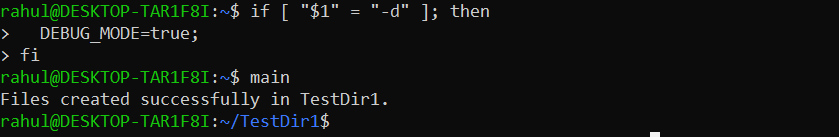 rahul@DESKTOP-TAR1F8I:~$ if [ "$1" = "-d" ]; then
>   DEBUG_MODE=true;
> fi
rahul@DESKTOP-TAR1F8I:~$ main
Files created successfully in TestDir1.
rahul@DESKTOP-TAR1F8I:~/TestDir1$